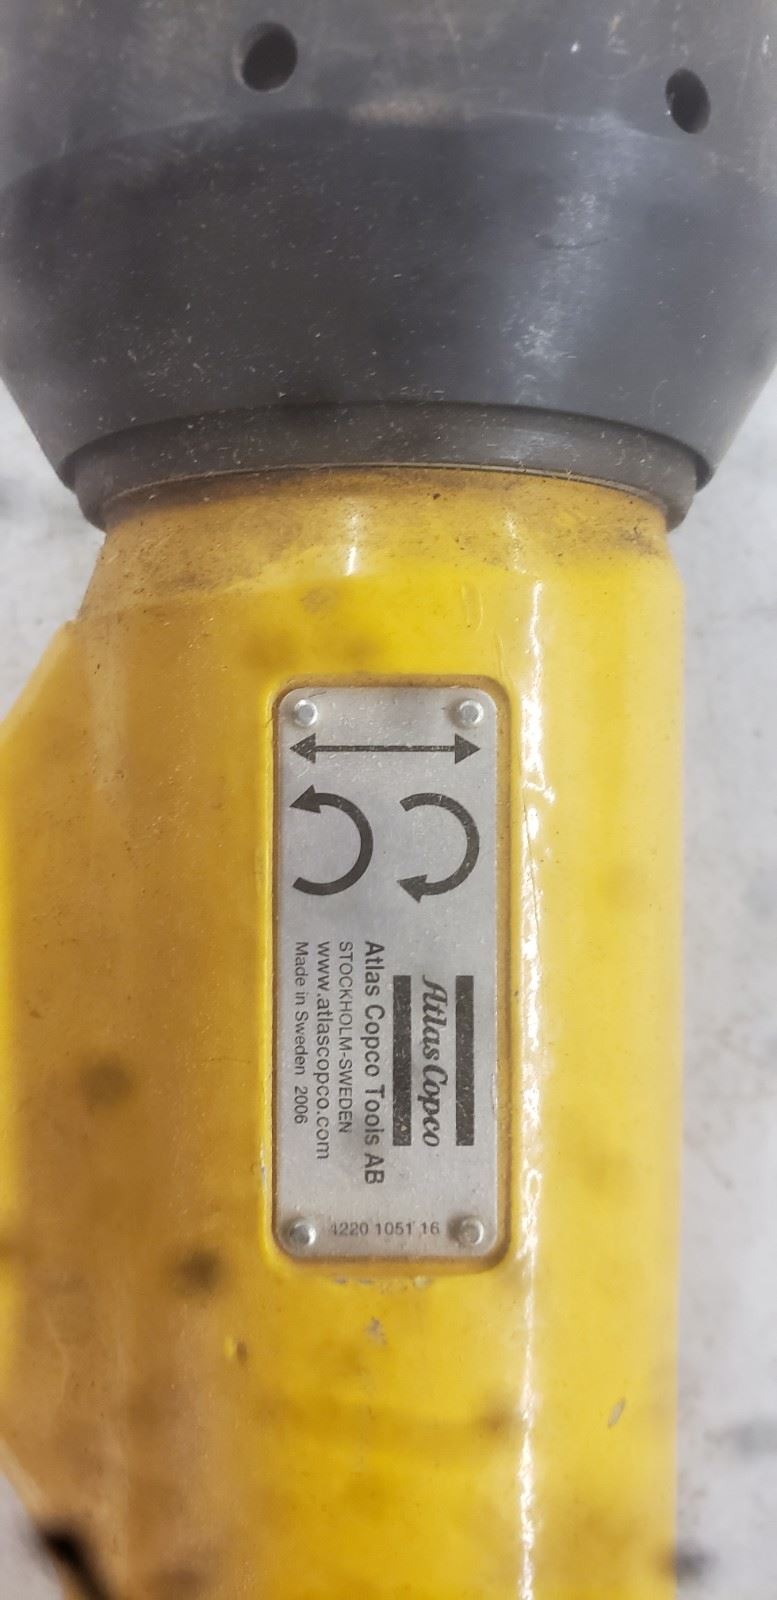 Atlas Copco
Atlas Copco Tools AB
STOCKHOLM-SWEDEN
www.atlascopco.com
Made in Sweden 2006
4220 1051 16